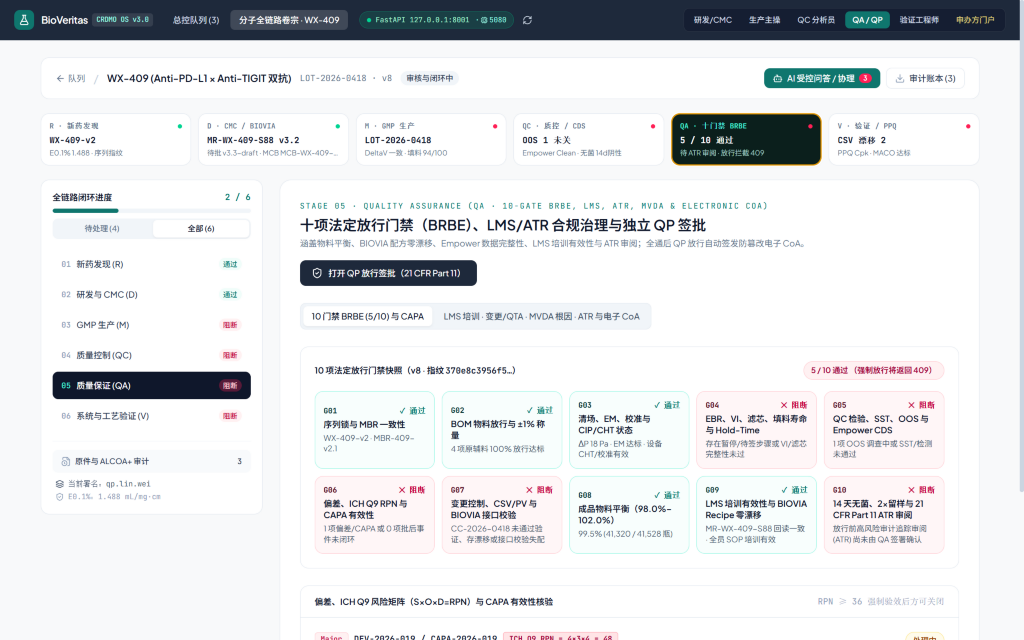 BioVeritas CROMO OS v3.0 总控队列 (3) 分子全链路卷宗 · WX-409 FastAPI 127.0.0.1:8001 · 5080 研发/CMC 生产主操 QC 分析员 QA / QP 验证工程师 申办方门户
← 队列 / WX-409 (Anti-PD-L1 × Anti-TIGIT 双抗) LOT-2026-0418 · v8 审核与闭环中 AI 受控问答 / 协理 3 审计账本 (3)
R · 新药发现
WX-409-v2
E0.1% 1.488 · 序列指纹
D · CMC / BIOVIA
MR-WX-409-S88 v3.2
待批 v3.3-draft · MCB MCB-WX-409-...
M · GMP 生产
LOT-2026-0418
DeltaV 一致 · 填料 94/100
QC · 质控 / CDS
OOS 1 未关
Empower Clean · 无菌 14d阴性
QA · 十门禁 BRBE
5 / 10 通过
待 ATR 审阅 · 放行拦截 409
V · 验证 / PPQ
CSV 漂移 2
PPQ Cpk · MACO 达标
全链路闭环进度 2 / 6
待处理 (4) 全部 (6)
01 新药发现 (R) 通过
02 研发与 CMC (D) 通过
03 GMP 生产 (M) 阻断
04 质量控制 (QC) 阻断
05 质量保证 (QA) 阻断
06 系统与工艺验证 (V) 阻断
原件与 ALCOA+ 审计 3
当前署名: qp.lin.wei
E0.1%: 1.488 mL/mg·cm
STAGE 05 · QUALITY ASSURANCE (QA · 10-GATE BRBE, LMS, ATR, MVDA & ELECTRONIC COA)
十项法定放行门禁（BRBE）、LMS/ATR 合规治理与独立 QP 签批
涵盖物料平衡、BIOVIA 配方零漂移、Empower 数据完整性、LMS 培训有效性与 ATR 审阅；全通后 QP 放行自动签发防篡改电子 CoA。
打开 QP 放行签批（21 CFR Part 11）
10 门禁 BRBE (5/10) 与 CAPA LMS 培训 · 变更/QTA · MVDA 根因 · ATR 与电子 CoA
10 项法定放行门禁快照（v8 · 指纹 370e8c3956f5…） 5 / 10 通过 （强制放行将返回 409）
G01 ✓ 通过
序列锁与 MBR 一致性
WX-409-v2 · MBR-409-
v2.1
G02 ✓ 通过
BOM 物料放行与 ±1% 称
量
4 项原辅料 100% 放行达标
G03 ✓ 通过
清场、EM、校准与
CIP/CHT 状态
ΔP 18 Pa · EM 达标 · 设备
CHT/校准有效
G04 ✕ 阻断
EBR、VI、滤芯、填料寿命
与 Hold-Time
存在暂停/待签步骤或 VI/滤芯
完整性未过
G05 ✕ 阻断
QC 检验、SST、OOS 与
Empower CDS
1 项 OOS 调查中或 SST/检测
未通过
G06 ✕ 阻断
偏差、ICH Q9 RPN 与
CAPA 有效性
1 项偏差/CAPA 或 0 项批后事
件未闭环
G07 ✕ 阻断
变更控制、CSV/PV 与
BIOVIA 接口校验
CC-2026-0418 未通过验
证、存漂移或接口校验失配
G08 ✓ 通过
成品物料平衡（98.0%–
102.0%）
99.5% (41,320 / 41,528 瓶)
G09 ✓ 通过
LMS 培训有效性与 BIOVIA
Recipe 零漂移
MR-WX-409-S88 回读一致
· 全员 SOP 培训有效
G10 ✕ 阻断
14 天无菌、2×留样与 21
CFR Part 11 ATR 审阅
放行前高风险审计追踪审阅
(ATR) 尚未由 QA 签署确认
偏差、ICH Q9 风险矩阵（S×O×D=RPN）与 CAPA 有效性核验 RPN ≥ 36 强制验效后方可关闭
Major DEV-2026-019 / CAPA-2026-019 ICH Q9 RPN = 4×3×4 = 48 处理中